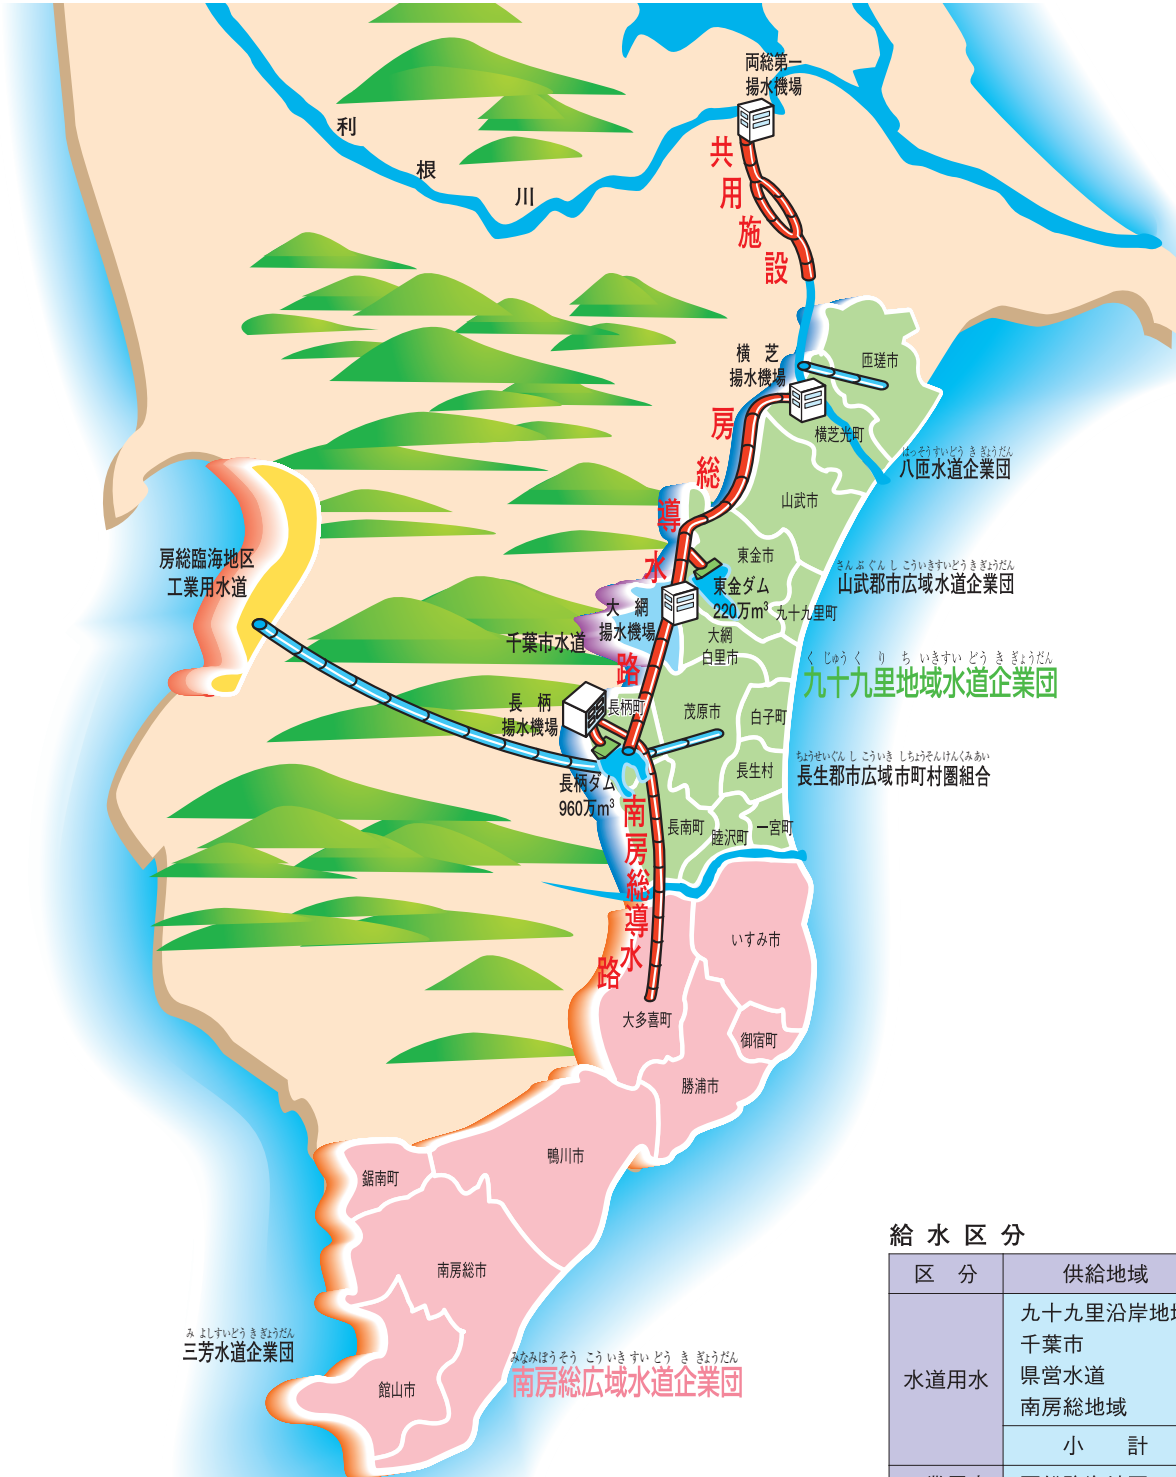 両総第一
揚水機場
利根川
共用施設
匝瑳市
横芝
揚水機場
横芝光町
房総導水路
はっそうすいどうきぎょうだん
八匝水道企業団
山武市
東金市
さんぶぐんしこういきすいどうきぎょうだん
山武郡市広域水道企業団
房総臨海地区
工業用水道
東金ダム
220万m³
九十九里町
大網
揚水機場
千葉市水道
大網
白里市
くじゅうくりちいきすいどうきぎょうだん
九十九里地域水道企業団
長柄
揚水機場
長柄町
茂原市
白子町
長生村
ちょうせいぐんしこういきしちょうそんけんくみあい
長生郡市広域市町村圏組合
長柄ダム
960万m³
長南町
睦沢町
一宮町
南房総導水路
いすみ市
大多喜町
御宿町
勝浦市
鴨川市
鋸南町
南房総市
みよしすいどうきぎょうだん
三芳水道企業団
館山市
みなみぼうそうこういきすいどうきぎょうだん
南房総広域水道企業団
給水区分
区分 供給地域
水道用水
九十九里沿岸地
千葉市
県営水道
南房総地域
小計